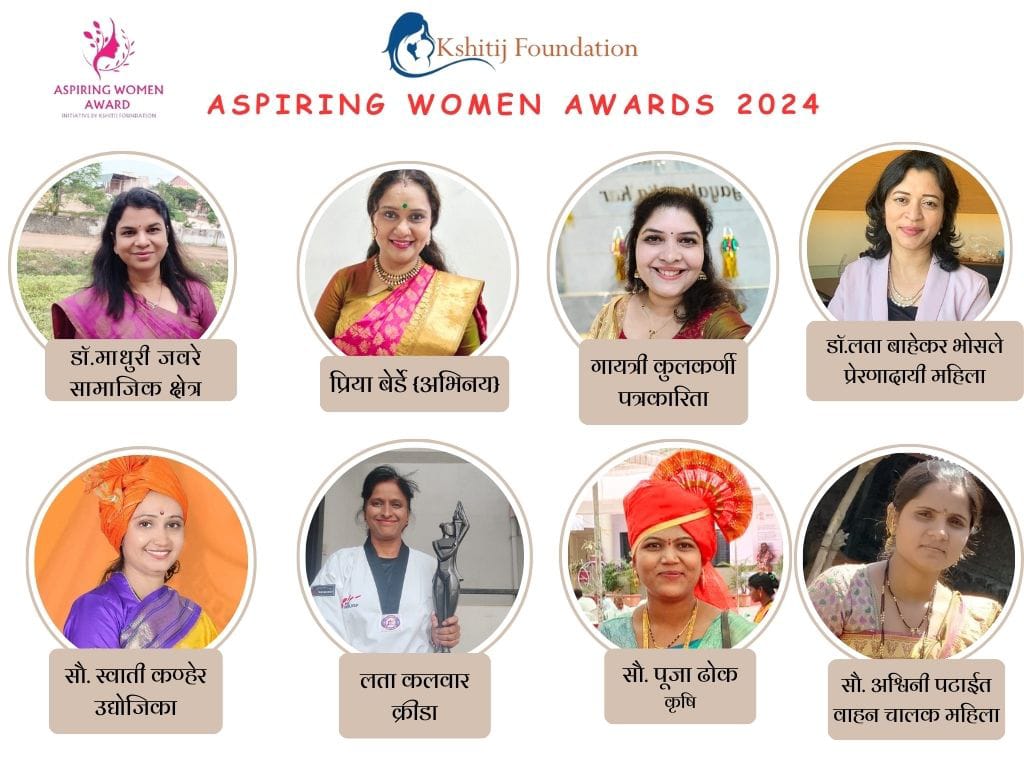 Kshitij Foundation
ASPIRING WOMEN
AWARD
INITIATIVE BY KSHITIJ FOUNDATION
ASPIRING WOMEN AWARDS 2024
डॉ.माधुरी जवरे
सामाजिक क्षेत्र
प्रिया बेर्डे {अभिनय}
गायत्री कुलकर्णी
पत्रकारिता
डॉ.लता बाहेकर भोसले
प्रेरणादायी महिला
सौ. स्वाती कण्हेर
उद्योजिका
लता कलवार
क्रीडा
सौ. पूजा ढोक
कृषि
सौ. अश्विनी पटाईत
वाहन चालक महिला